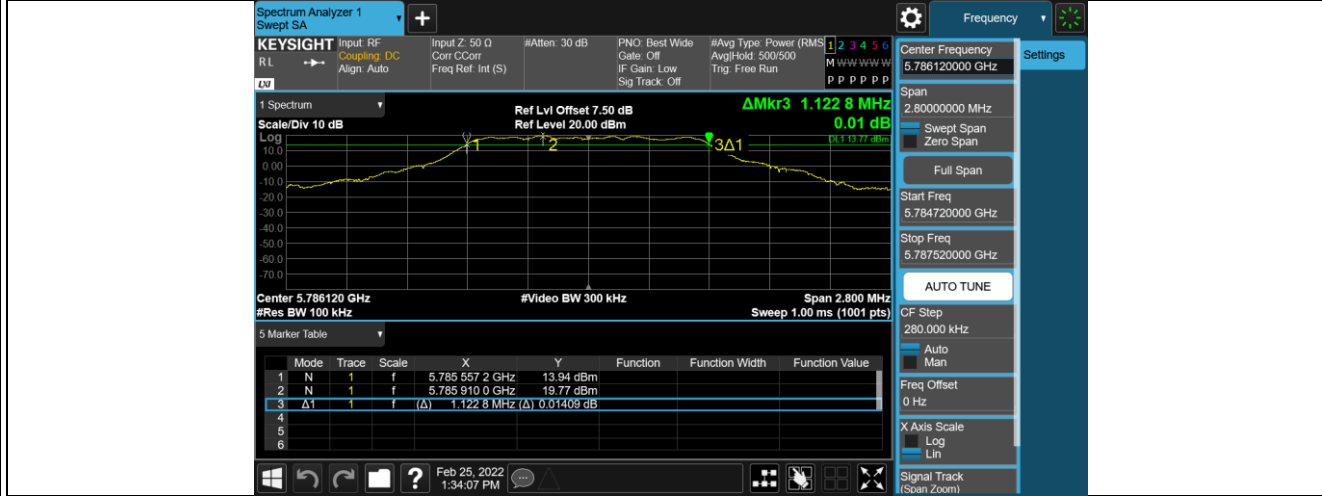 Spectrum Analyzer 1
Swept SA
+
Frequency
KEYSIGHT
Input: RF
Input Z: 50 Ω
#Atten: 30 dB
PNO: Best Wide
#Avg Type: Power (RMS
1 2 3 4 5 6
R L
Coupling: DC
Corr CCorr
Gate: Off
Avg|Hold: 500/500
M W W W W W
Align: Auto
Freq Ref: Int (S)
IF Gain: Low
Trig: Free Run
LXI
Sig Track: Off
P P P P P P
1 Spectrum
Scale/Div 10 dB
Ref Lvl Offset 7.50 dB
Ref Level 20.00 dBm
ΔMkr3 1.122 8 MHz
0.01 dB
Log
DL1 13.77 dBm
1
2
3Δ1
10.0
0.00
-10.0
-20.0
-30.0
-40.0
-50.0
-60.0
-70.0
Center 5.786120 GHz
#Video BW 300 kHz
Span 2.800 MHz
#Res BW 100 kHz
Sweep 1.00 ms (1001 pts)
5 Marker Table
Mode Trace Scale X Y Function Function Width Function Value
1 N 1 f 5.785 557 2 GHz 13.94 dBm
2 N 1 f 5.785 910 0 GHz 19.77 dBm
3 Δ1 1 f (Δ) 1.122 8 MHz (Δ) 0.01409 dB
4
5
6
?
Feb 25, 2022
1:34:07 PM
Center Frequency
5.786120000 GHz
Settings
Span
2.80000000 MHz
Swept Span
Zero Span
Full Span
Start Freq
5.784720000 GHz
Stop Freq
5.787520000 GHz
AUTO TUNE
CF Step
280.000 kHz
Auto
Man
Freq Offset
0 Hz
X Axis Scale
Log
Lin
Signal Track
(Span Zoom)